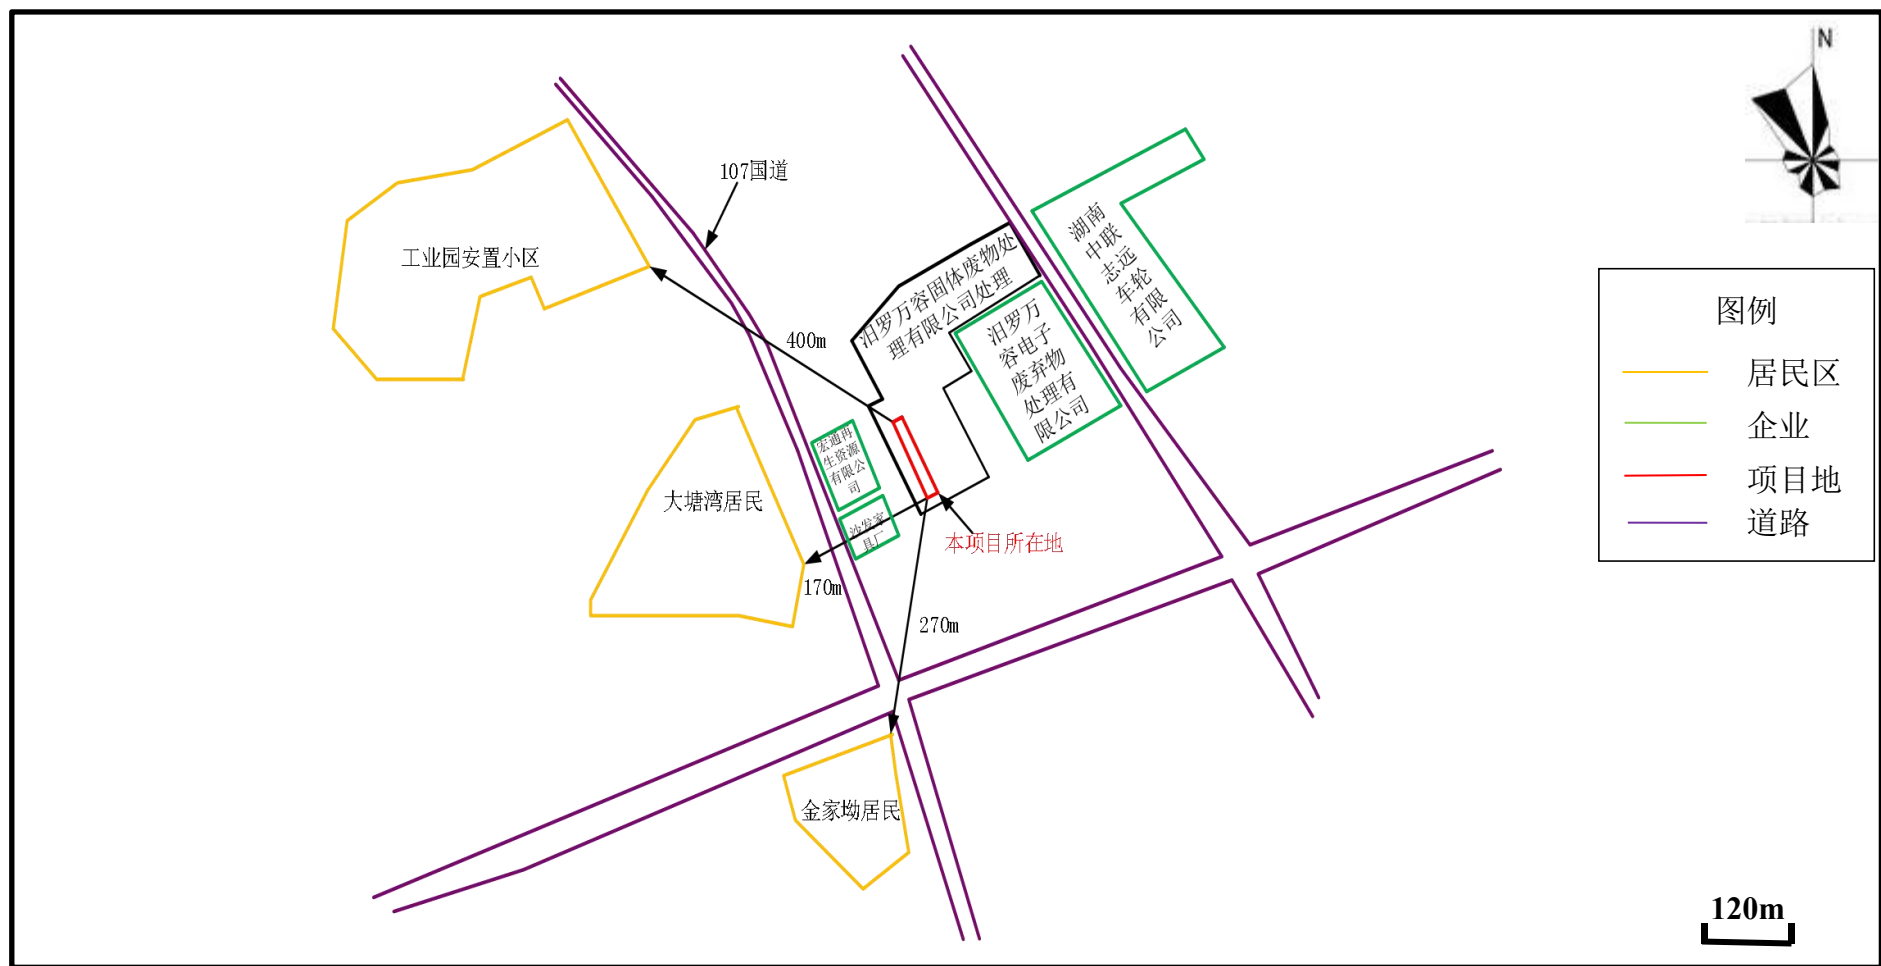 N
107国道
工业园安置小区
400m
汨罗万容固体废物处
理有限公司处理
湖南
中联
志远
车轮
有限
公司
汨罗万
容电子
废弃物
处理有
限公司
宏通再
生资源
有限公
司
沙发家
具厂
大塘湾居民
本项目所在地
170m
270m
金家坳居民
图例
居民区
企业
项目地
道路
120m